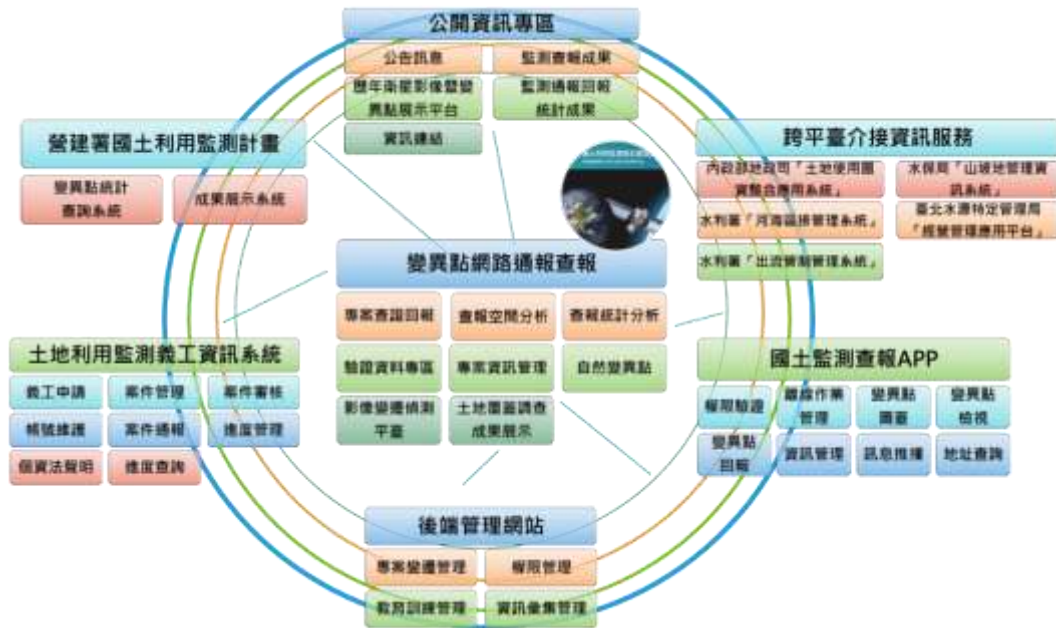 公開資訊專區
公告訊息
監測查報成果
歷年衛星影像暨變
異點展示平台
監測通報回報
統計成果
資訊連結
營建署國土利用監測計畫
變異點統計
查詢系統
成果展示系統
跨平臺介接資訊服務
內政部地政司「土地使用圖
資整合應用系統」
水保局「山坡地管理資
訊系統」
水利署「河海區排管理系統」
臺北水源特定管理局
「經營管理應用平台」
水利署「出流管制管理系統」
變異點網路通報查報
專案查證回報
查報空間分析
查報統計分析
驗證資料專區
專案資訊管理
自然變異點
影像變遷偵測
平臺
土地覆蓋調查
成果展示
土地利用監測義工資訊系統
義工申請
案件管理
案件審核
帳號維護
案件通報
進度管理
個資法聲明
進度查詢
國土監測查報APP
權限驗證
離線作業
管理
變異點
圖臺
變異點
檢視
變異點
回報
資訊管理
訊息推播
地址查詢
後端管理網站
專案變遷管理
權限管理
教育訓練管理
資訊彙集管理